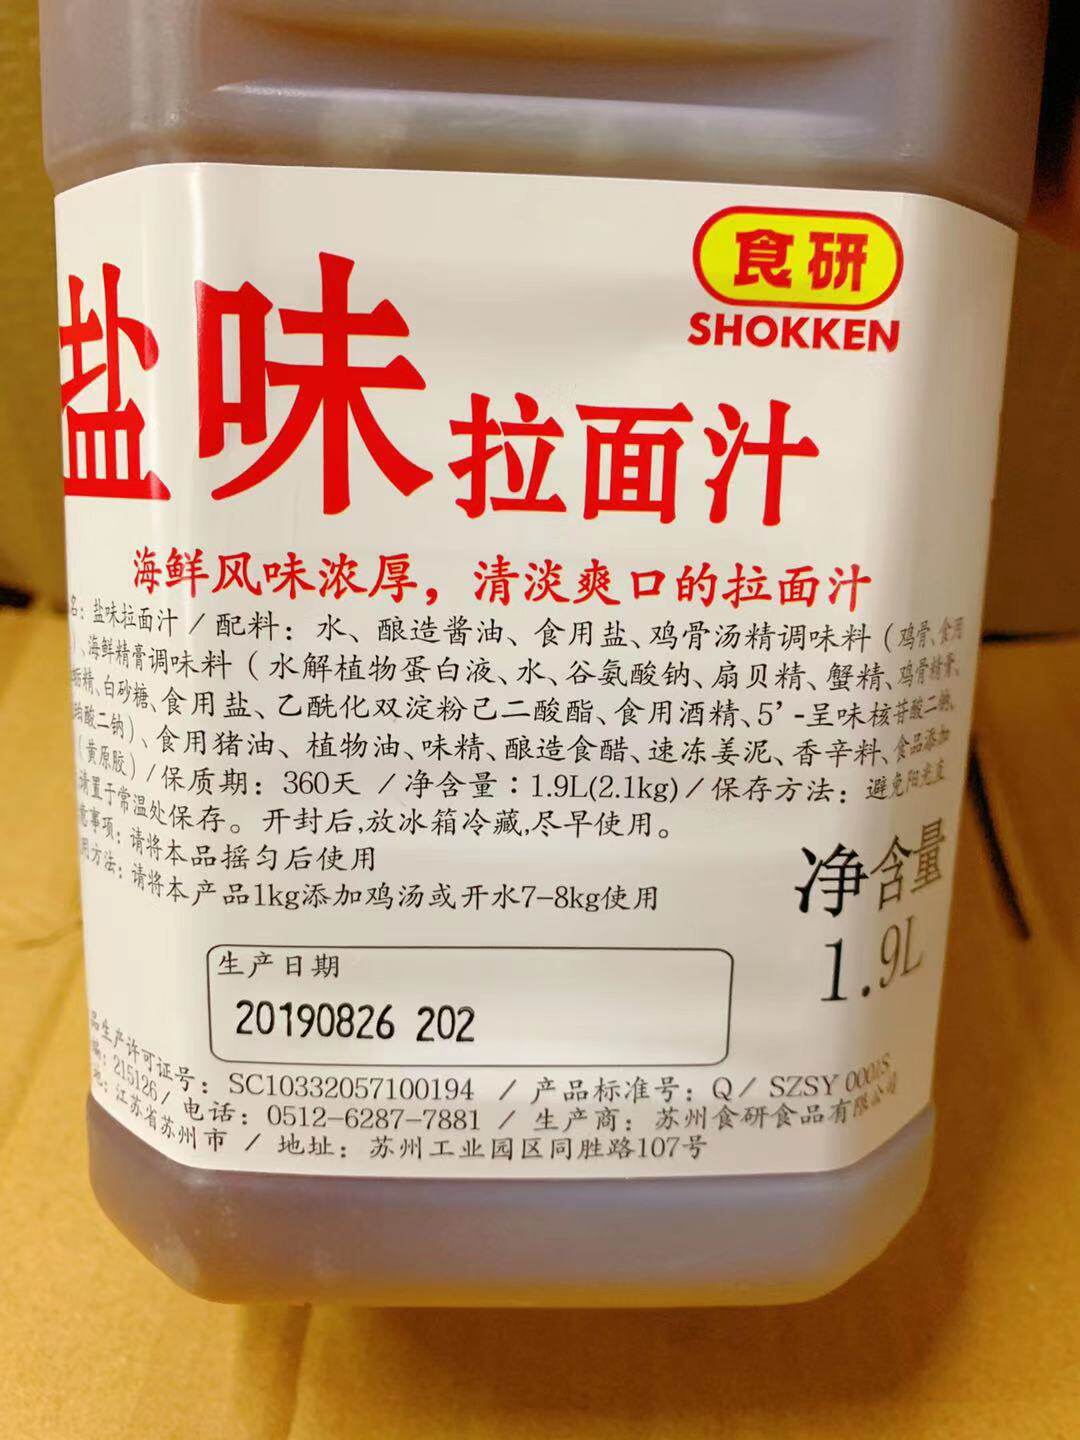 食研
SHOKKEN
盐味拉面汁
海鲜风味浓厚，清淡爽口的拉面汁
名：盐味拉面汁 / 配料：水、酿造酱油、食用盐、鸡骨汤精调味料（鸡骨、食用
）、海鲜精膏调味料（水解植物蛋白液、水、谷氨酸钠、扇贝精、蟹精、鸡骨精膏、
精、白砂糖、食用盐、乙酰化双淀粉己二酸酯、食用酒精、5’-呈味核苷酸二钠、
酸二钠）、食用猪油、植物油、味精、酿造食醋、速冻姜泥、香辛料、食品添加
（黄原胶）/保质期：360天 /净含量：1.9L(2.1kg)/保存方法：避免阳光直
请置于常温处保存。开封后,放冰箱冷藏,尽早使用。
意事项：请将本品摇匀后使用
用方法：请将本产品1kg添加鸡汤或开水7-8kg使用
净含量
1.9L
生产日期
20190826 202
品生产许可证号：SC10332057100194 / 产品标准号：Q/ SZSY 0001S
编：215126/ 电话：0512-6287-7881 / 生产商：苏州食研食品有限公司
地：江苏省苏州市 / 地址：苏州工业园区同胜路107号